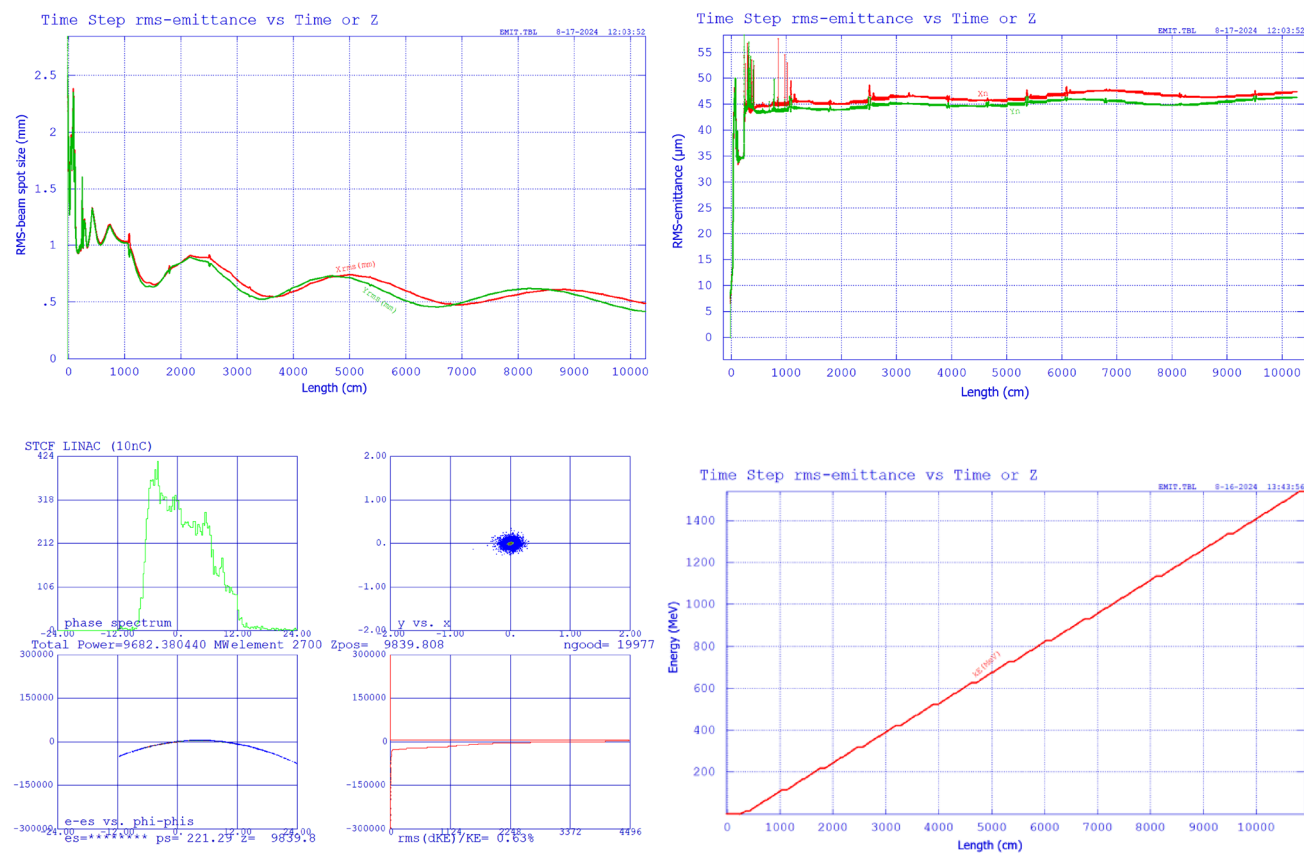 Time Step rms-emittance vs Time or Z
EMIT.TBL 8-17-2024 12:03:52
RMS-beam spot size (mm)
2.5
2
1.5
1
.5
0
Xrms(mm)
Yrms(mm)
0 1000 2000 3000 4000 5000 6000 7000 8000 9000 10000
Length (cm)
Time Step rms-emittance vs Time or Z
EMIT.TBL 8-17-2024 12:03:52
RMS-emittance (μm)
55
50
45
40
35
30
25
20
15
10
5
0
Xn
Yn
0 1000 2000 3000 4000 5000 6000 7000 8000 9000 10000
Length (cm)
STCF LINAC (10nC)
424
318
212
106
0
phase spectrum
-24.00 -12.00 0. 12.00 24.00
2.00
1.00
0.
-1.00
-2.00
y vs. x
-2.00 -1.00 0. 1.00 2.00
Total Power=9682.380440 MWelement 2700 Zpos= 9839.808 ngood= 19977
300000
150000
0
-150000
-300000
e-es vs. phi-phis
-24.00 -12.00 0. 12.00 24.00
es=******** ps= 221.29 z= 9839.8
300000
150000
0
-150000
-300000
0 1124 2248 3372 4496
rms(dKE)/KE= 0.63%
Time Step rms-emittance vs Time or Z
EMIT.TBL 8-16-2024 13:43:56
Energy (MeV)
1400
1200
1000
800
600
400
200
0 1000 2000 3000 4000 5000 6000 7000 8000 9000 10000
Length (cm)